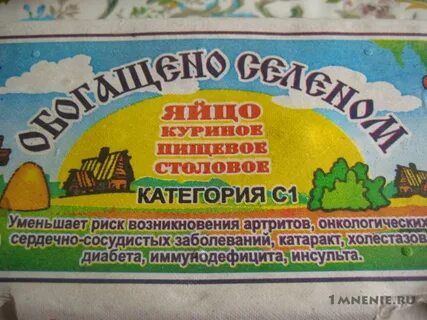 ОБОГАЩЕНО СЕЛЕНОМ
ЯЙЦО
КУРИНОЕ
ПИЩЕВОЕ
СТОЛОВОЕ
КАТЕГОРИЯ С1
Уменьшает риск возникновения артритов, онкологических
сердечно-сосудистых заболеваний, катаракт, холестазов
диабета, иммунодефицита, инсульта.
1MNENIE.RU